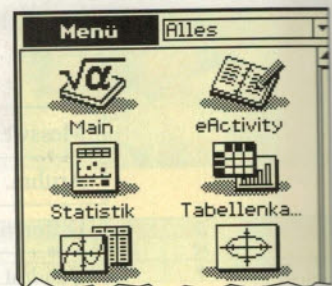 Menü Alles
√α
Main eActivity
Statistik Tabellenka...